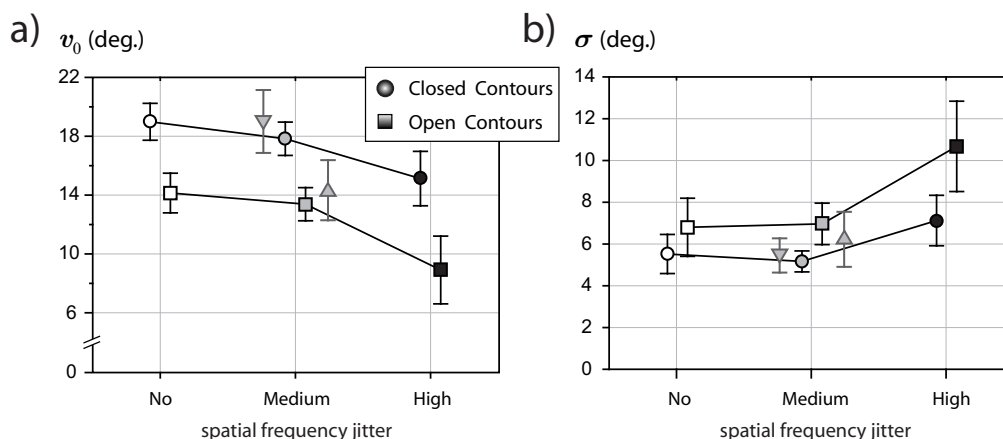 a) v₀ (deg.)
22
18
14
10
6
0
No Medium High
spatial frequency jitter
Closed Contours
Open Contours
b) σ (deg.)
14
12
10
8
6
4
2
0
No Medium High
spatial frequency jitter